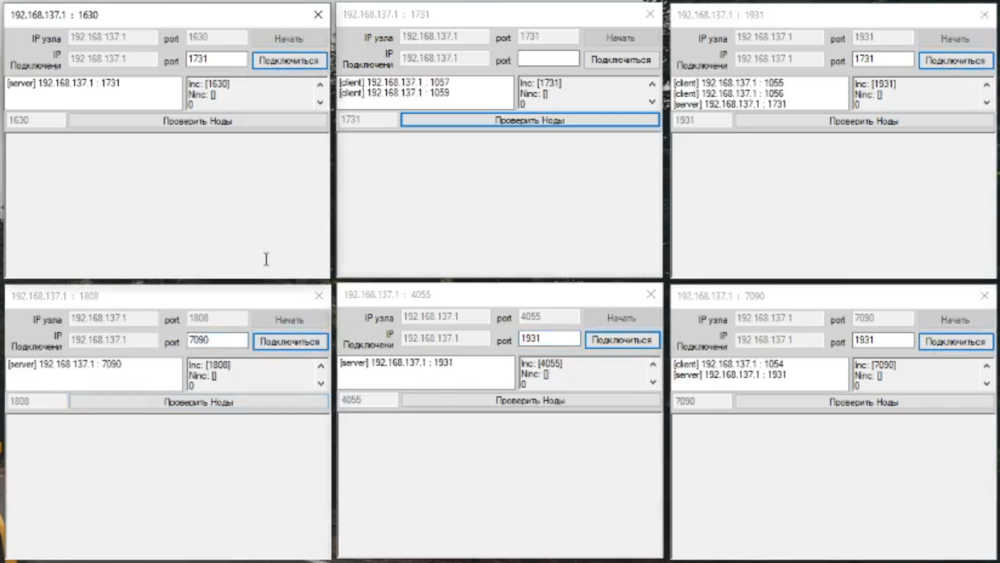 192.168.137.1 : 1630
IP узла 192.168.137.1 port 1630 Начать
IP Подключени 192.168.137.1 port 1731 Подключиться
[server] 192.168.137.1 : 1731
Inc: [1630]
Ninc: []
0
1630 Проверить Ноды
192.168.137.1 : 1731
IP узла 192.168.137.1 port 1731 Начать
IP Подключени 192.168.137.1 port Подключиться
[client] 192.168.137.1 : 1057
[client] 192.168.137.1 : 1059
Inc: [1731]
Ninc: []
0
1731 Проверить Ноды
192.168.137.1 : 1931
IP узла 192.168.137.1 port 1931 Начать
IP Подключени 192.168.137.1 port 1731 Подключиться
[client] 192.168.137.1 : 1055
[client] 192.168.137.1 : 1056
[server] 192.168.137.1 : 1731
Inc: [1931]
Ninc: []
0
1931 Проверить Ноды
192.168.137.1 : 1808
IP узла 192.168.137.1 port 1808 Начать
IP Подключени 192.168.137.1 port 7090 Подключиться
[server] 192.168.137.1 : 7090
Inc: [1808]
Ninc: []
0
1808 Проверить Ноды
192.168.137.1 : 4055
IP узла 192.168.137.1 port 4055 Начать
IP Подключени 192.168.137.1 port 1931 Подключиться
[server] 192.168.137.1 : 1931
Inc: [4055]
Ninc: []
0
4055 Проверить Ноды
192.168.137.1 : 7090
IP узла 192.168.137.1 port 7090 Начать
IP Подключени 192.168.137.1 port 1931 Подключиться
[client] 192.168.137.1 : 1054
[server] 192.168.137.1 : 1931
Inc: [7090]
Ninc: []
0
7090 Проверить Ноды